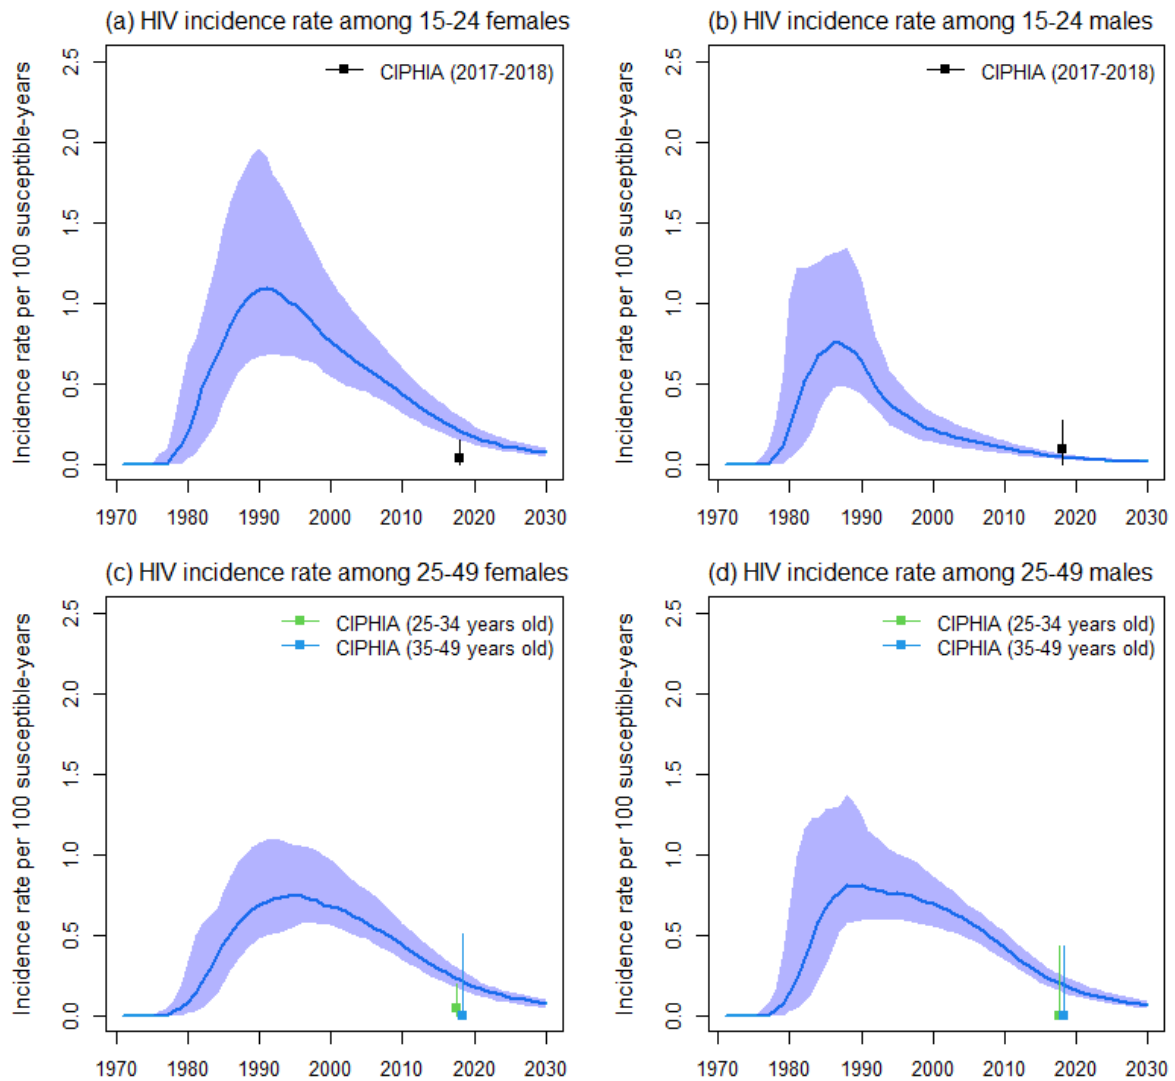 (a) HIV incidence rate among 15-24 females
Incidence rate per 100 susceptible-years
2.5
2.0
1.5
1.0
0.5
0.0
CIPHIA (2017-2018)
1970 1980 1990 2000 2010 2020 2030
(b) HIV incidence rate among 15-24 males
Incidence rate per 100 susceptible-years
2.5
2.0
1.5
1.0
0.5
0.0
CIPHIA (2017-2018)
1970 1980 1990 2000 2010 2020 2030
(c) HIV incidence rate among 25-49 females
Incidence rate per 100 susceptible-years
2.5
2.0
1.5
1.0
0.5
0.0
CIPHIA (25-34 years old)
CIPHIA (35-49 years old)
1970 1980 1990 2000 2010 2020 2030
(d) HIV incidence rate among 25-49 males
Incidence rate per 100 susceptible-years
2.5
2.0
1.5
1.0
0.5
0.0
CIPHIA (25-34 years old)
CIPHIA (35-49 years old)
1970 1980 1990 2000 2010 2020 2030